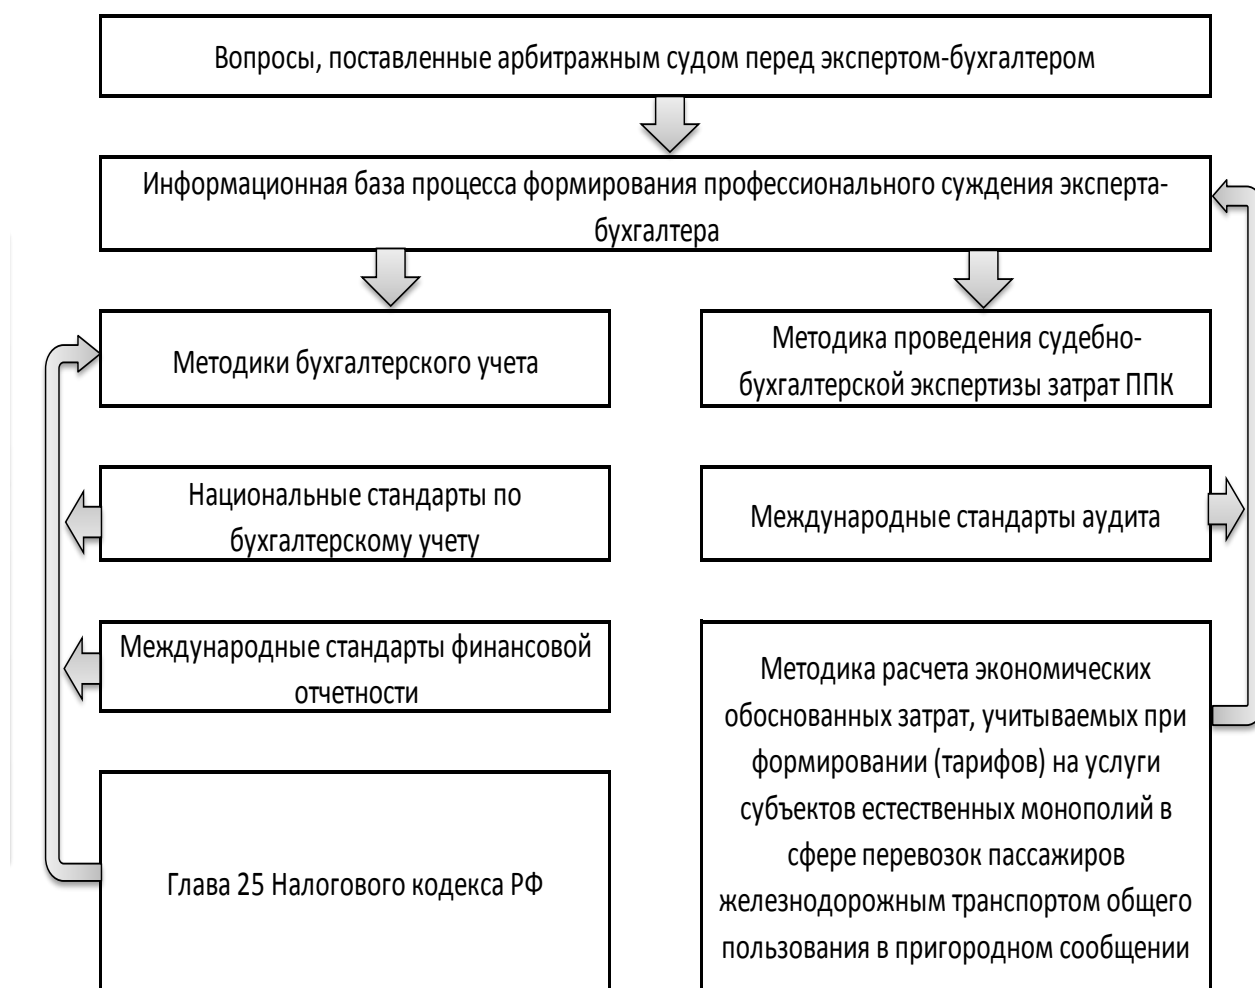 Вопросы, поставленные арбитражным судом перед экспертом-бухгалтером
Информационная база процесса формирования профессионального суждения эксперта-
бухгалтера
Методики бухгалтерского учета
Методика проведения судебно-
бухгалтерской экспертизы затрат ППК
Национальные стандарты по
бухгалтерскому учету
Международные стандарты аудита
Международные стандарты финансовой
отчетности
Методика расчета экономических
обоснованных затрат, учитываемых при
формировании (тарифов) на услуги
субъектов естественных монополий в
сфере перевозок пассажиров
железнодорожным транспортом общего
пользования в пригородном сообщении
Глава 25 Налогового кодекса РФ